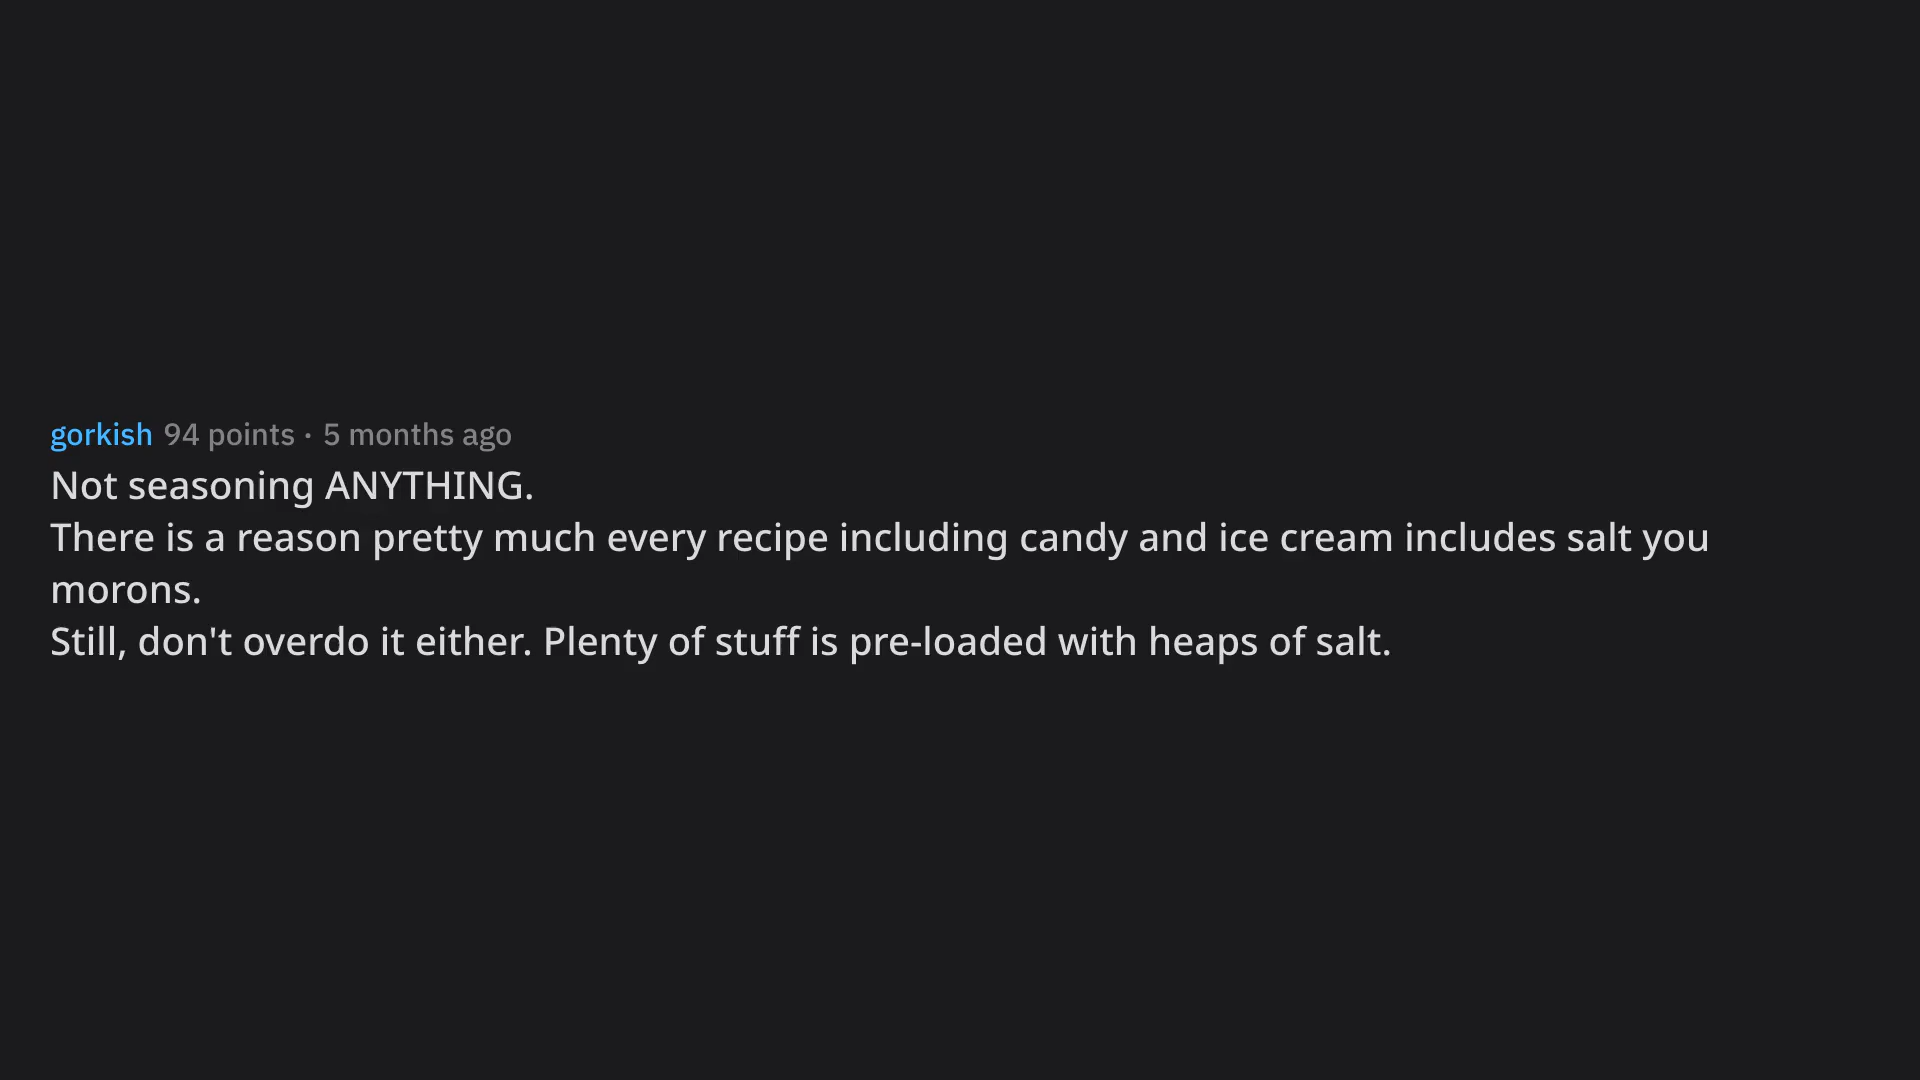 gorkish 94 points · 5 months ago
Not seasoning ANYTHING.
There is a reason pretty much every recipe including candy and ice cream includes salt you
morons.
Still, don't overdo it either. Plenty of stuff is pre-loaded with heaps of salt.